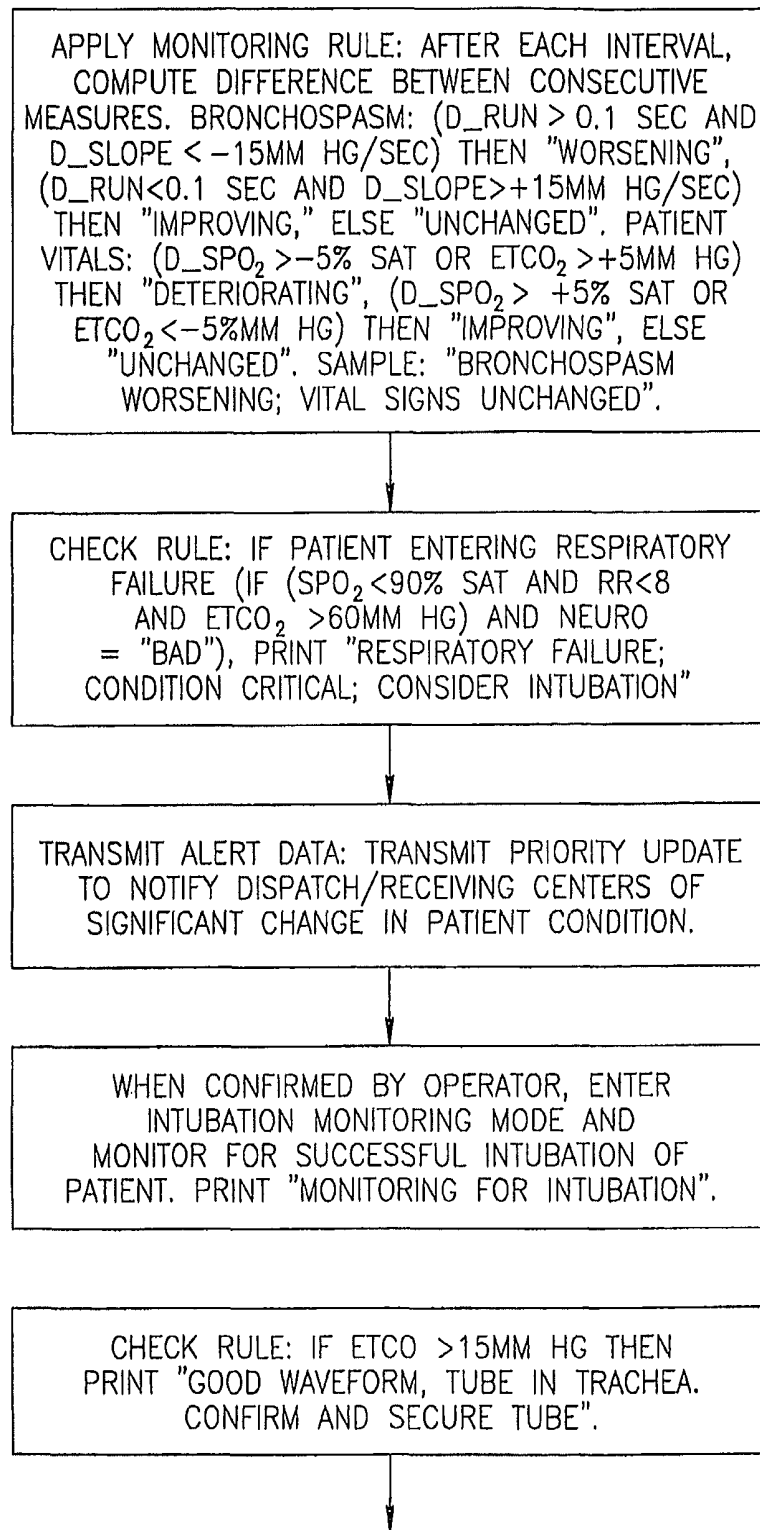 APPLY MONITORING RULE: AFTER EACH INTERVAL,
COMPUTE DIFFERENCE BETWEEN CONSECUTIVE
MEASURES. BRONCHOSPASM: (D_RUN > 0.1 SEC AND
D_SLOPE < -15MM HG/SEC) THEN "WORSENING",
(D_RUN<0.1 SEC AND D_SLOPE>+15MM HG/SEC)
THEN "IMPROVING," ELSE "UNCHANGED". PATIENT
VITALS: (D_SPO₂ >-5% SAT OR ETCO₂ >+5MM HG)
THEN "DETERIORATING", (D_SPO₂ > +5% SAT OR
ETCO₂<-5%MM HG) THEN "IMPROVING", ELSE
"UNCHANGED". SAMPLE: "BRONCHOSPASM
WORSENING; VITAL SIGNS UNCHANGED".
CHECK RULE: IF PATIENT ENTERING RESPIRATORY
FAILURE (IF (SPO₂<90% SAT AND RR<8
AND ETCO₂ >60MM HG) AND NEURO
= "BAD"), PRINT "RESPIRATORY FAILURE;
CONDITION CRITICAL; CONSIDER INTUBATION"
TRANSMIT ALERT DATA: TRANSMIT PRIORITY UPDATE
TO NOTIFY DISPATCH/RECEIVING CENTERS OF
SIGNIFICANT CHANGE IN PATIENT CONDITION.
WHEN CONFIRMED BY OPERATOR, ENTER
INTUBATION MONITORING MODE AND
MONITOR FOR SUCCESSFUL INTUBATION OF
PATIENT. PRINT "MONITORING FOR INTUBATION".
CHECK RULE: IF ETCO >15MM HG THEN
PRINT "GOOD WAVEFORM, TUBE IN TRACHEA.
CONFIRM AND SECURE TUBE".